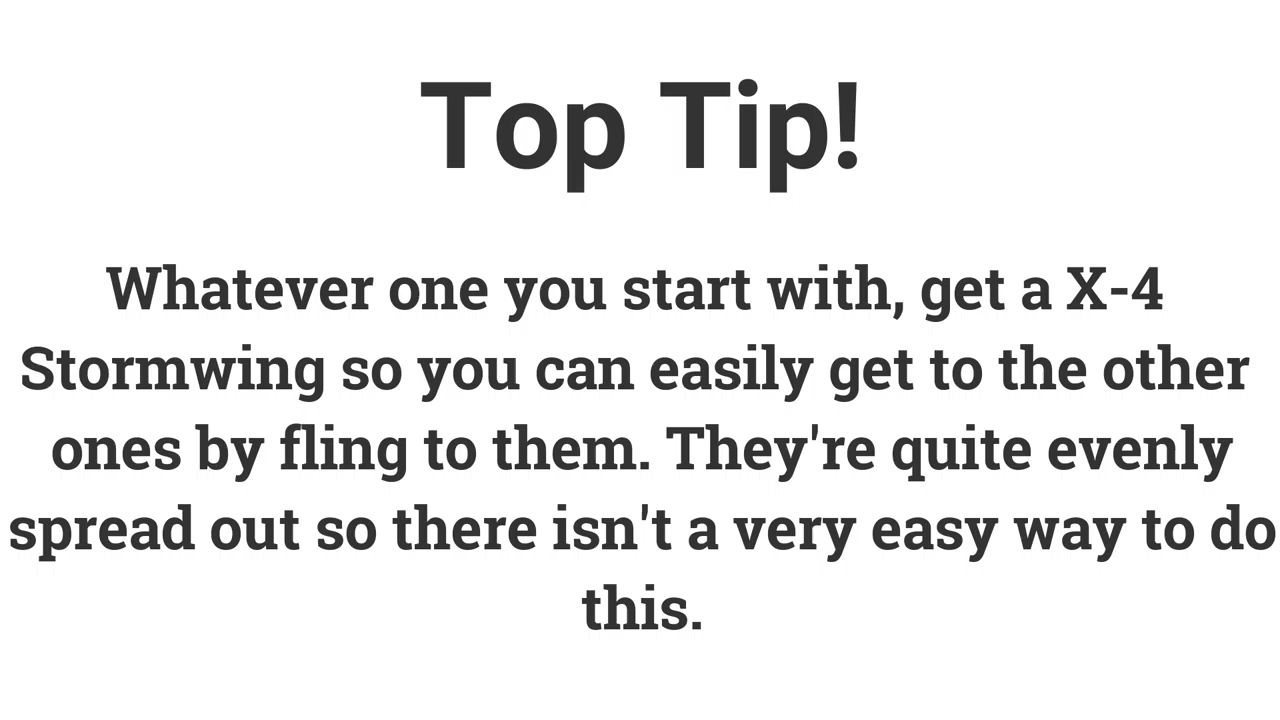 Top Tip!
Whatever one you start with, get a X-4
Stormwing so you can easily get to the other
ones by fling to them. They're quite evenly
spread out so there isn't a very easy way to do
this.